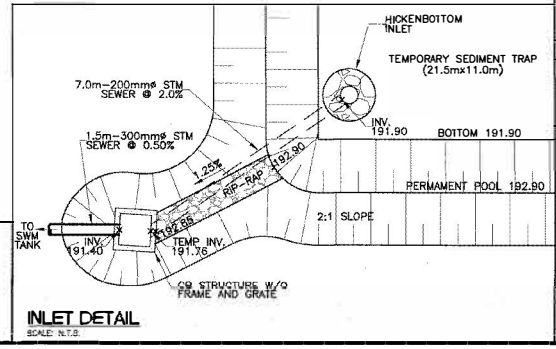 HICKENBOTTOM
INLET
TEMPORARY SEDIMENT TRAP
(21.5m×11.0m)
7.0m-200mmø STM
SEWER @ 2.0%
INV.
191.90
BOTTOM 191.90
1.5m-300mmø STM
SEWER @ 0.50%
1.25%
192.90
RIP-RAP
PERMAMENT POOL 192.90
2:1 SLOPE
TO
SWM
TANK
192.85
INV.
191.40
TEMP INV.
191.76
CB STRUCTURE W/O
FRAME AND GRATE
INLET DETAIL
SCALE: N.T.S.